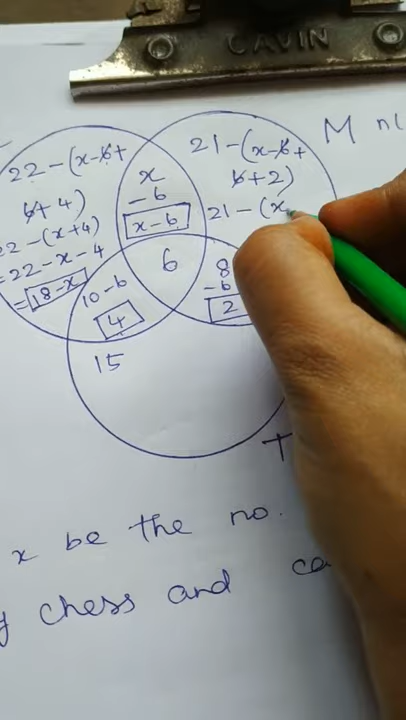 CAVIN
M n(
22-(x-6+
6+4)
22-(x+4)
=22-x-4
=18-x
x
-6
x-6
21-(x-6+
6+2)
21-(x
6
10-6
4
8
-6
2
15
T
x be the no.
y chess and ca